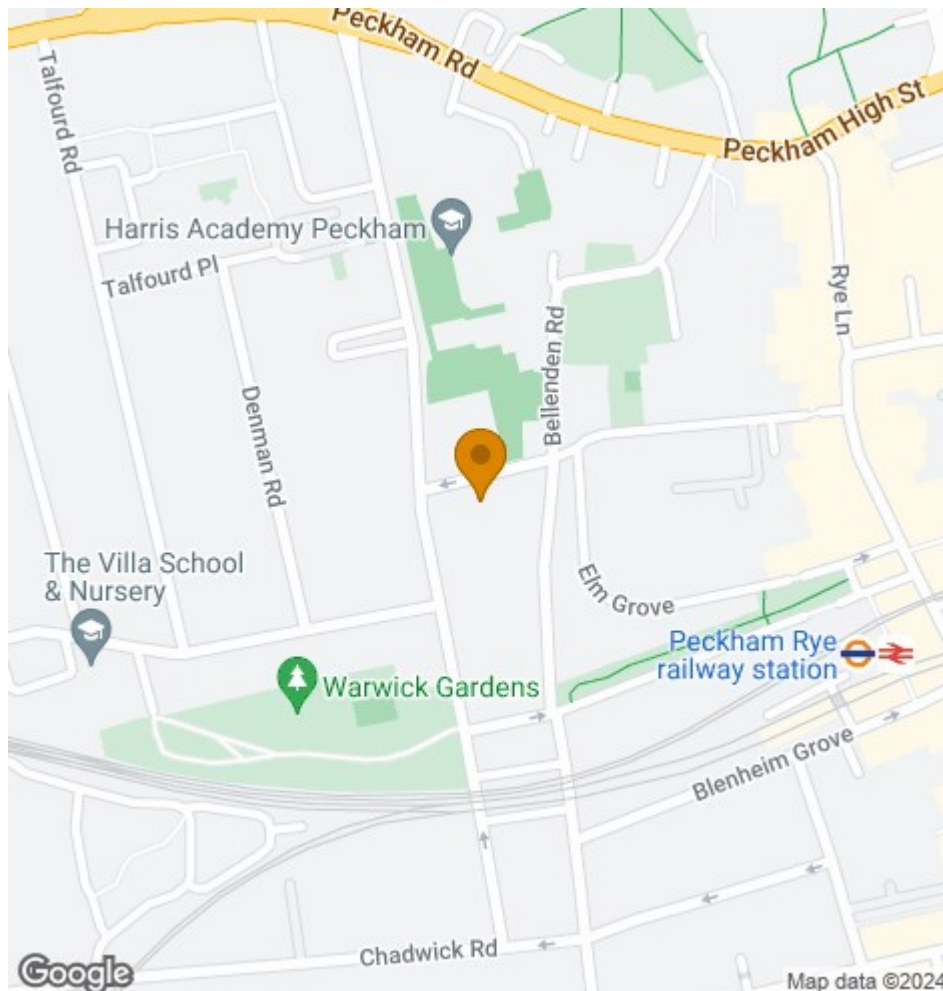 Peckham Rd
Talfourd Rd
Peckham High St
Harris Academy Peckham
Talfourd Pl
Rye Ln
Bellenden Rd
Denman Rd
The Villa School
& Nursery
Elm Grove
Peckham Rye
railway station
Warwick Gardens
Blenheim Grove
Chadwick Rd
Google
Map data ©2024